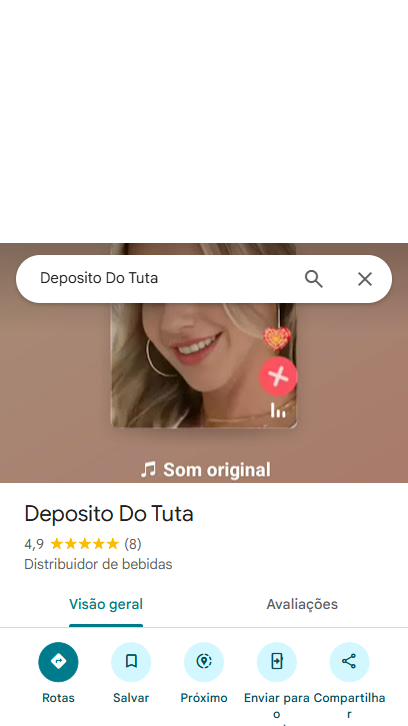 Deposito Do Tuta
Som original
Deposito Do Tuta
4,9 (8)
Distribuidor de bebidas
Visão geral Avaliações
Rotas Salvar Próximo Enviar para o Compartilhar